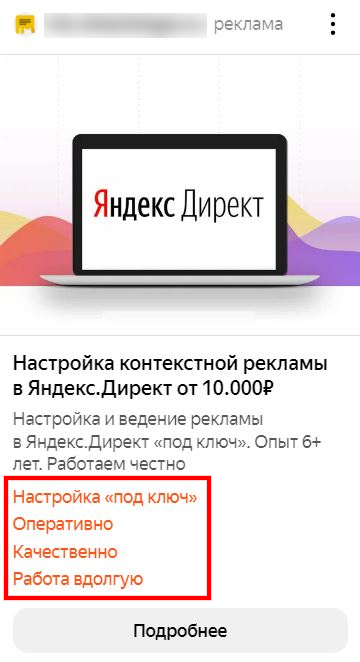 реклама
Яндекс Директ
Настройка контекстной рекламы
в Яндекс.Директ от 10.000₽
Настройка и ведение рекламы
в Яндекс.Директ «под ключ». Опыт 6+
лет. Работаем честно
Настройка «под ключ»
Оперативно
Качественно
Работа вдолгую
Подробнее